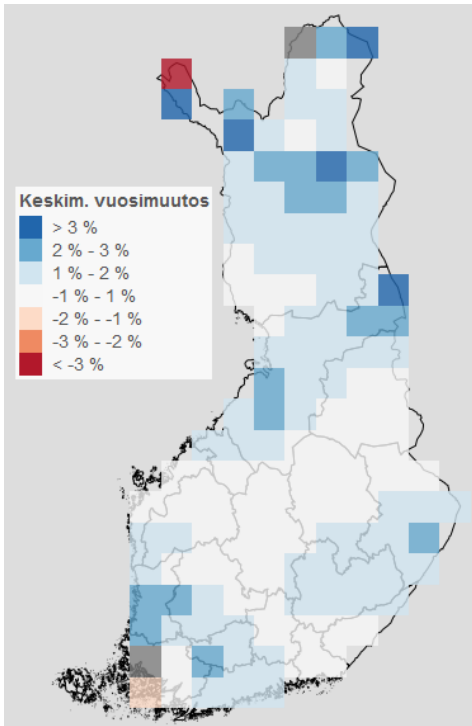 Keskim. vuosimuutos
> 3 %
2 % - 3 %
1 % - 2 %
-1 % - 1 %
-2 % - -1 %
-3 % - -2 %
< -3 %